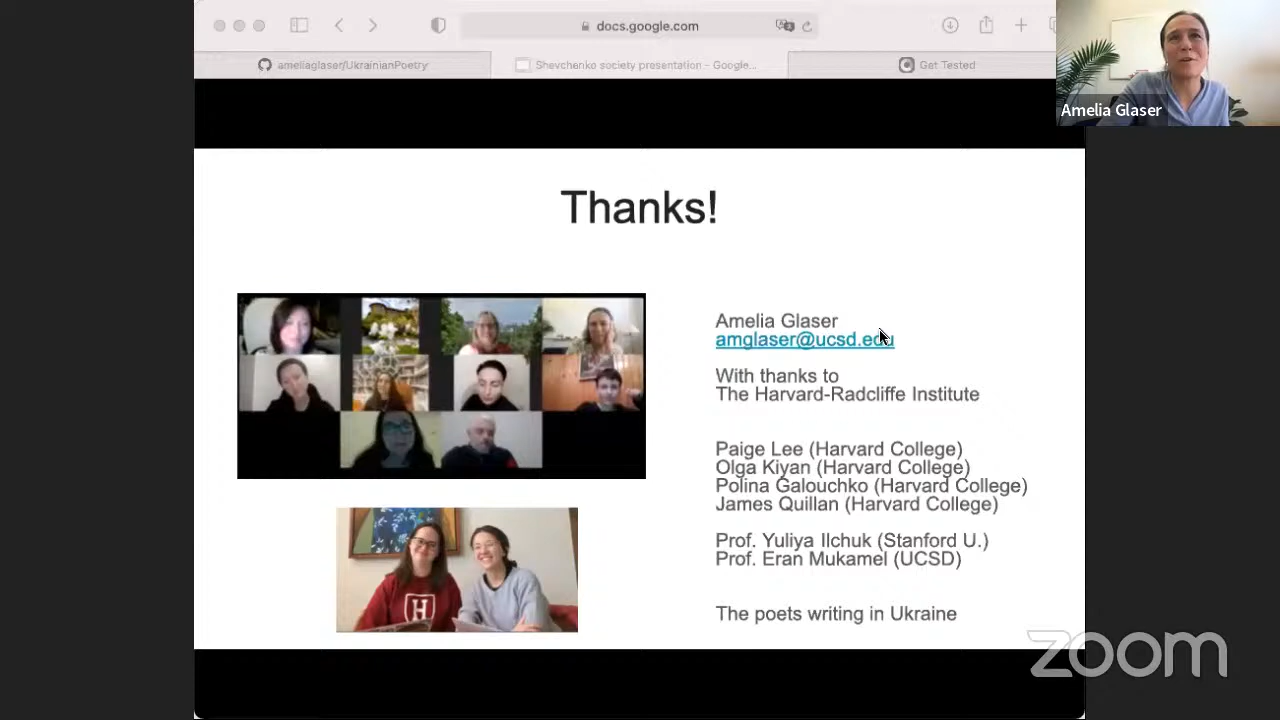 docs.google.com
ameliaglaser/UkrainianPoetry
Shevchenko society presentation - Google...
Get Tested
Amelia Glaser
Thanks!
Amelia Glaser
amglaser@ucsd.edu
With thanks to
The Harvard-Radcliffe Institute
Paige Lee (Harvard College)
Olga Kiyan (Harvard College)
Polina Galouchko (Harvard College)
James Quillan (Harvard College)
Prof. Yuliya Ilchuk (Stanford U.)
Prof. Eran Mukamel (UCSD)
The poets writing in Ukraine
H
zoom